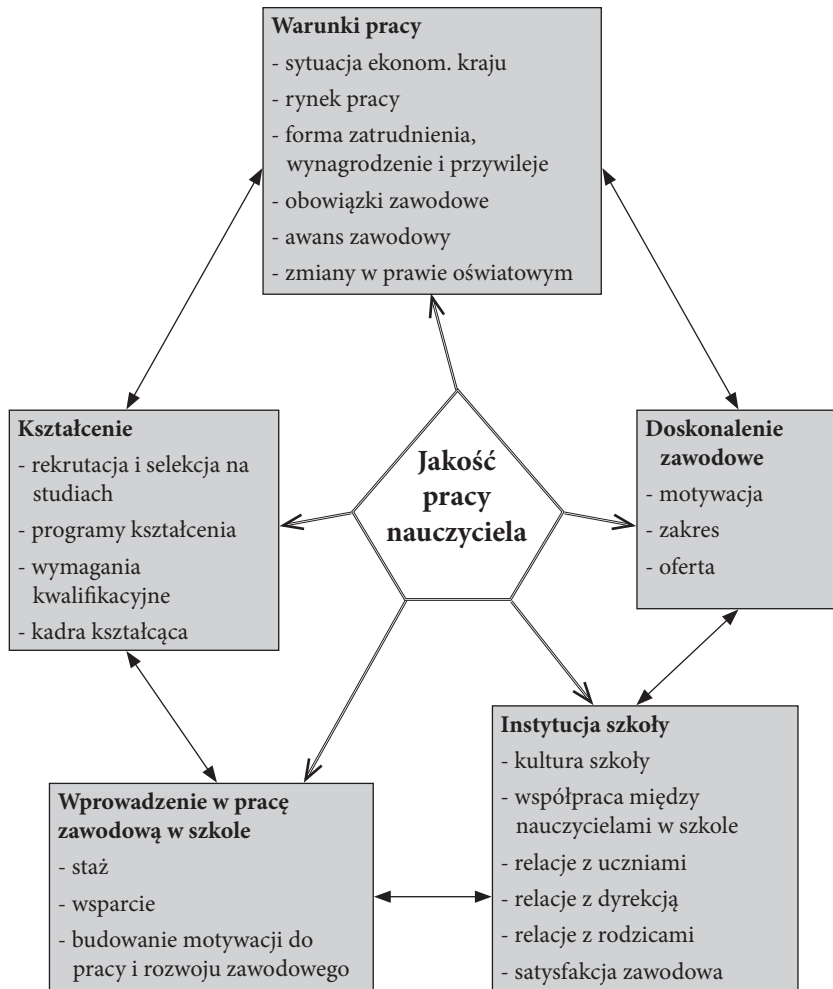 Warunki pracy
- sytuacja ekonom. kraju
- rynek pracy
- forma zatrudnienia,
wynagrodzenie i przywileje
- obowiązki zawodowe
- awans zawodowy
- zmiany w prawie oświatowym
Kształcenie
- rekrutacja i selekcja na
studiach
- programy kształcenia
- wymagania
kwalifikacyjne
- kadra kształcąca
Jakość
pracy
nauczyciela
Doskonalenie
zawodowe
- motywacja
- zakres
- oferta
Wprowadzenie w pracę
zawodową w szkole
- staż
- wsparcie
- budowanie motywacji do
pracy i rozwoju zawodowego
Instytucja szkoły
- kultura szkoły
- współpraca między
nauczycielami w szkole
- relacje z uczniami
- relacje z dyrekcją
- relacje z rodzicami
- satysfakcja zawodowa